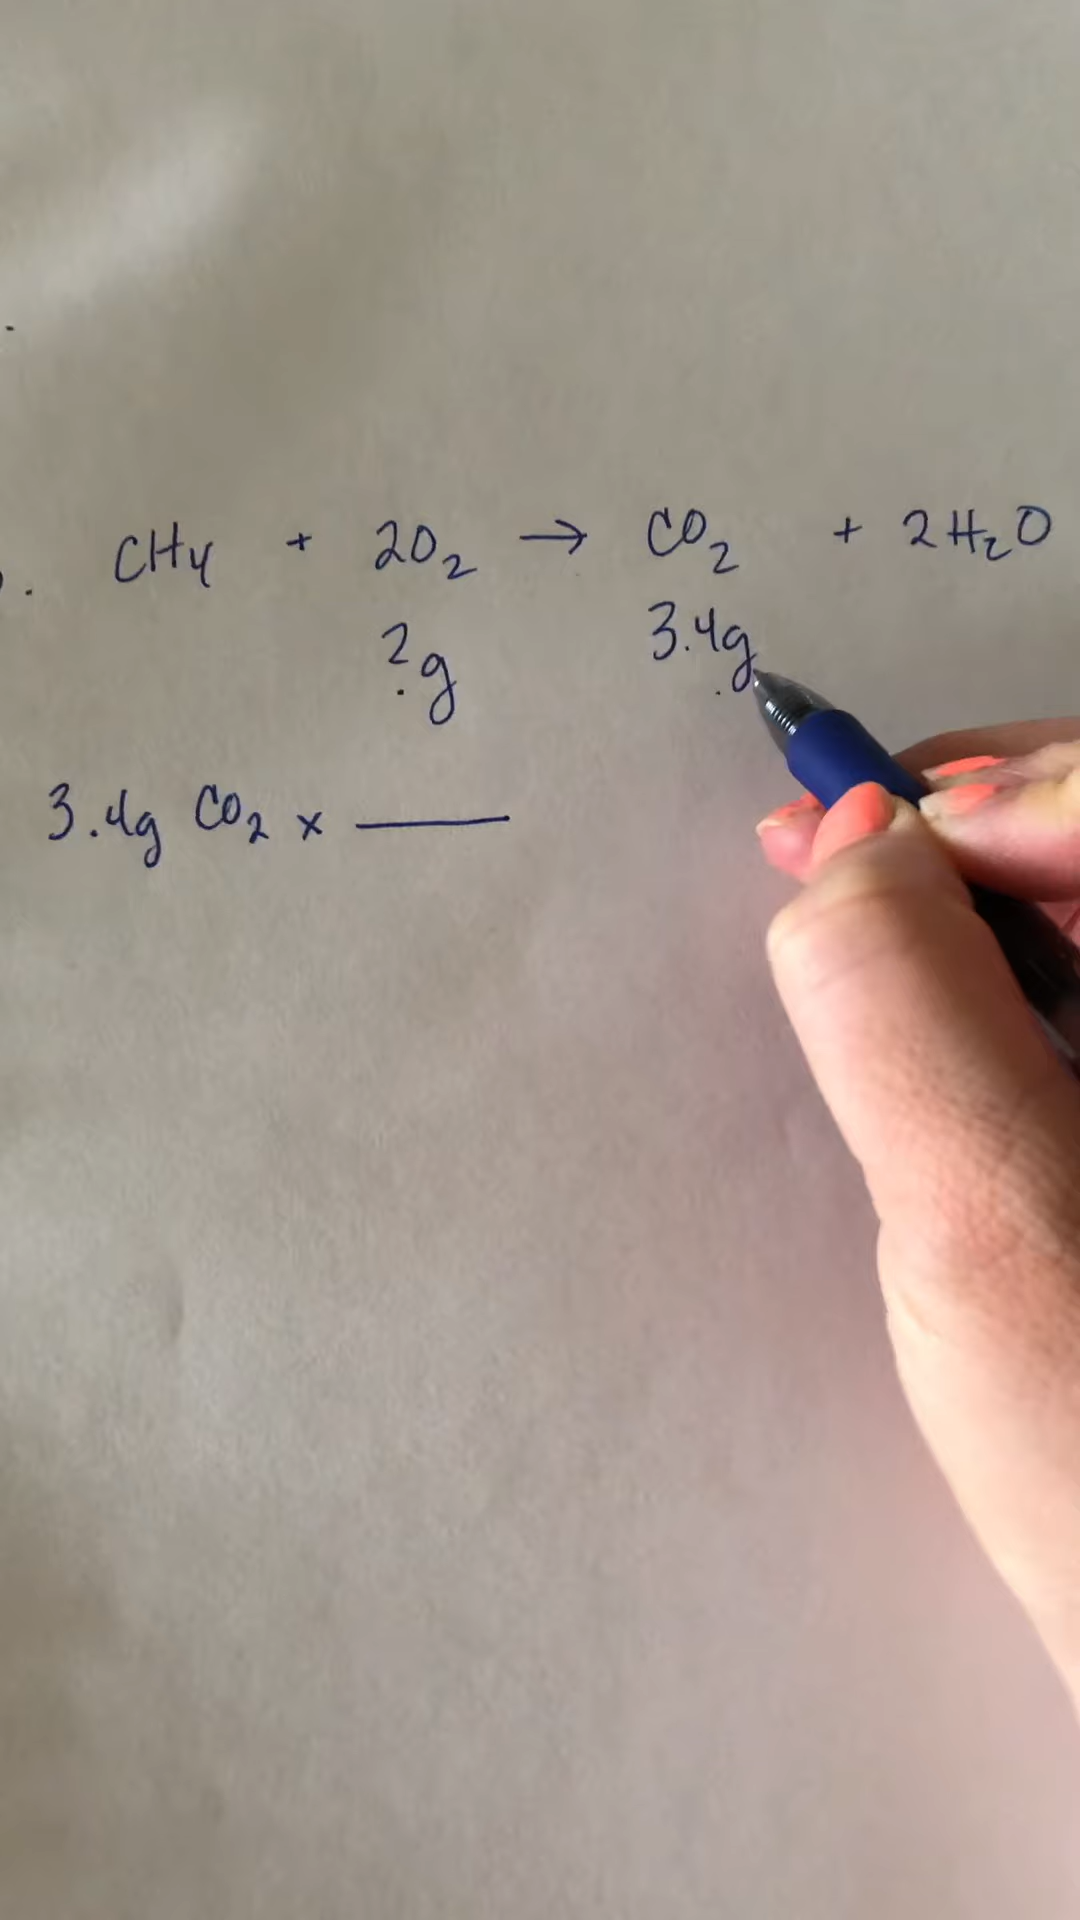 CH4 + 2O2 → CO2 + 2H2O
?g 3.4g
3.4g CO2 x ____